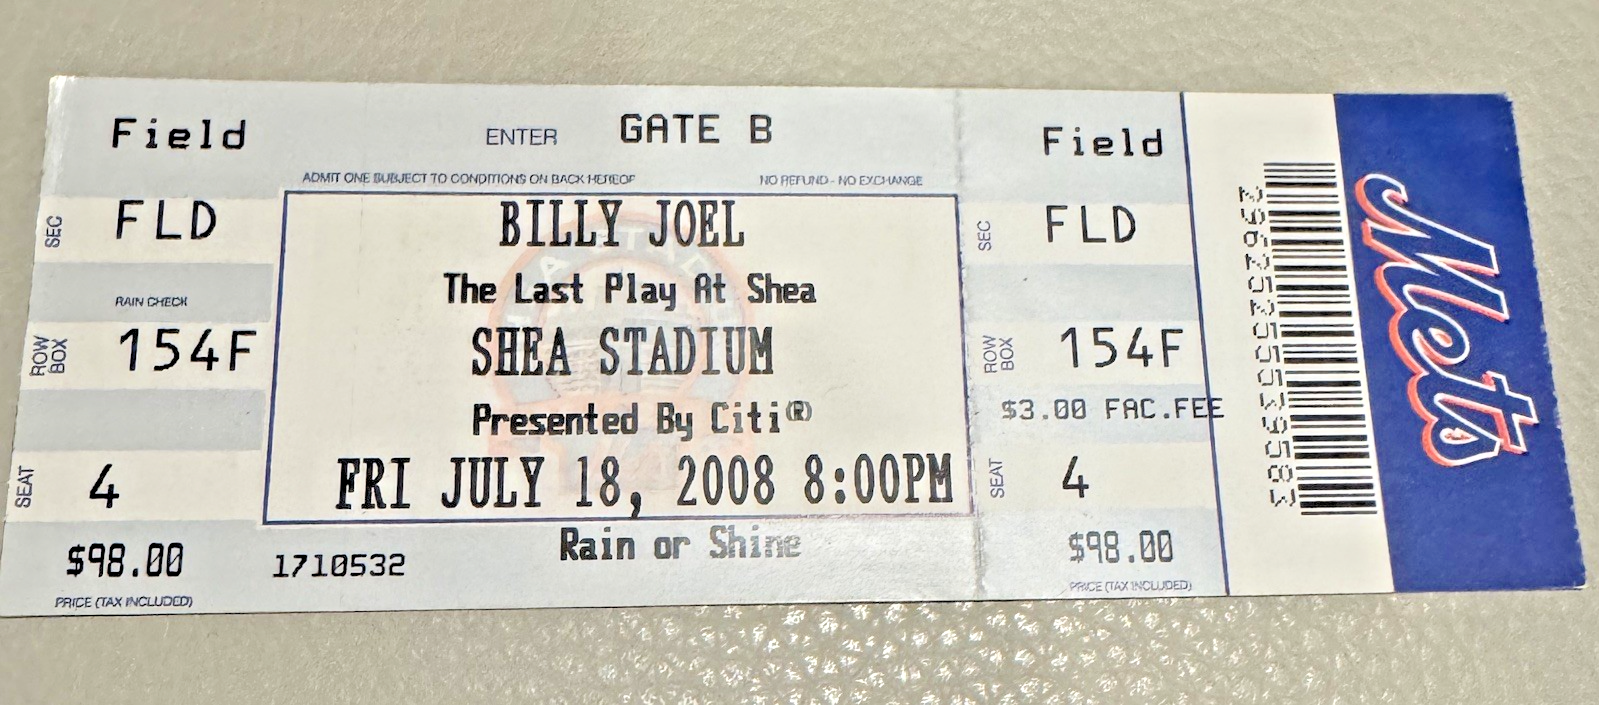 Field
SEC
FLD
RAIN CHECK
ROW
BOX
154F
SEAT
4
$98.00
PRICE (TAX INCLUDED)
1710532
ENTER GATE B
ADMIT ONE SUBJECT TO CONDITIONS ON BACK HEREOF NO REFUND - NO EXCHANGE
BILLY JOEL
The Last Play At Shea
SHEA STADIUM
Presented By Citi®
FRI JULY 18, 2008 8:00PM
Rain or Shine
Field
SEC
FLD
ROW
BOX
154F
$3.00 FAC.FEE
SEAT
4
$98.00
PRICE (TAX INCLUDED)
Mets